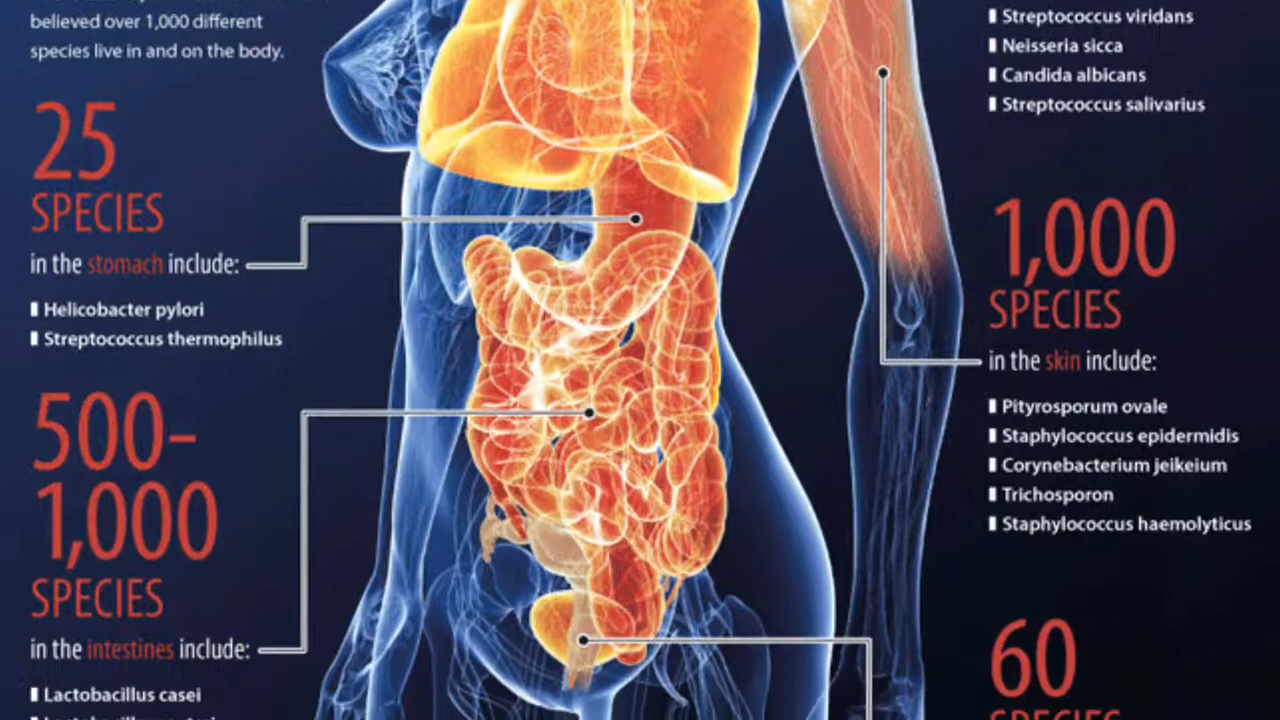 believed over 1,000 different
species live in and on the body.
25
SPECIES
in the stomach include:
Helicobacter pylori
Streptococcus thermophilus
500–
1,000
SPECIES
in the intestines include:
Lactobacillus casei
Streptococcus viridans
Neisseria sicca
Candida albicans
Streptococcus salivarius
1,000
SPECIES
in the skin include:
Pityrosporum ovale
Staphylococcus epidermidis
Corynebacterium jeikeium
Trichosporon
Staphylococcus haemolyticus
60
SPECIES